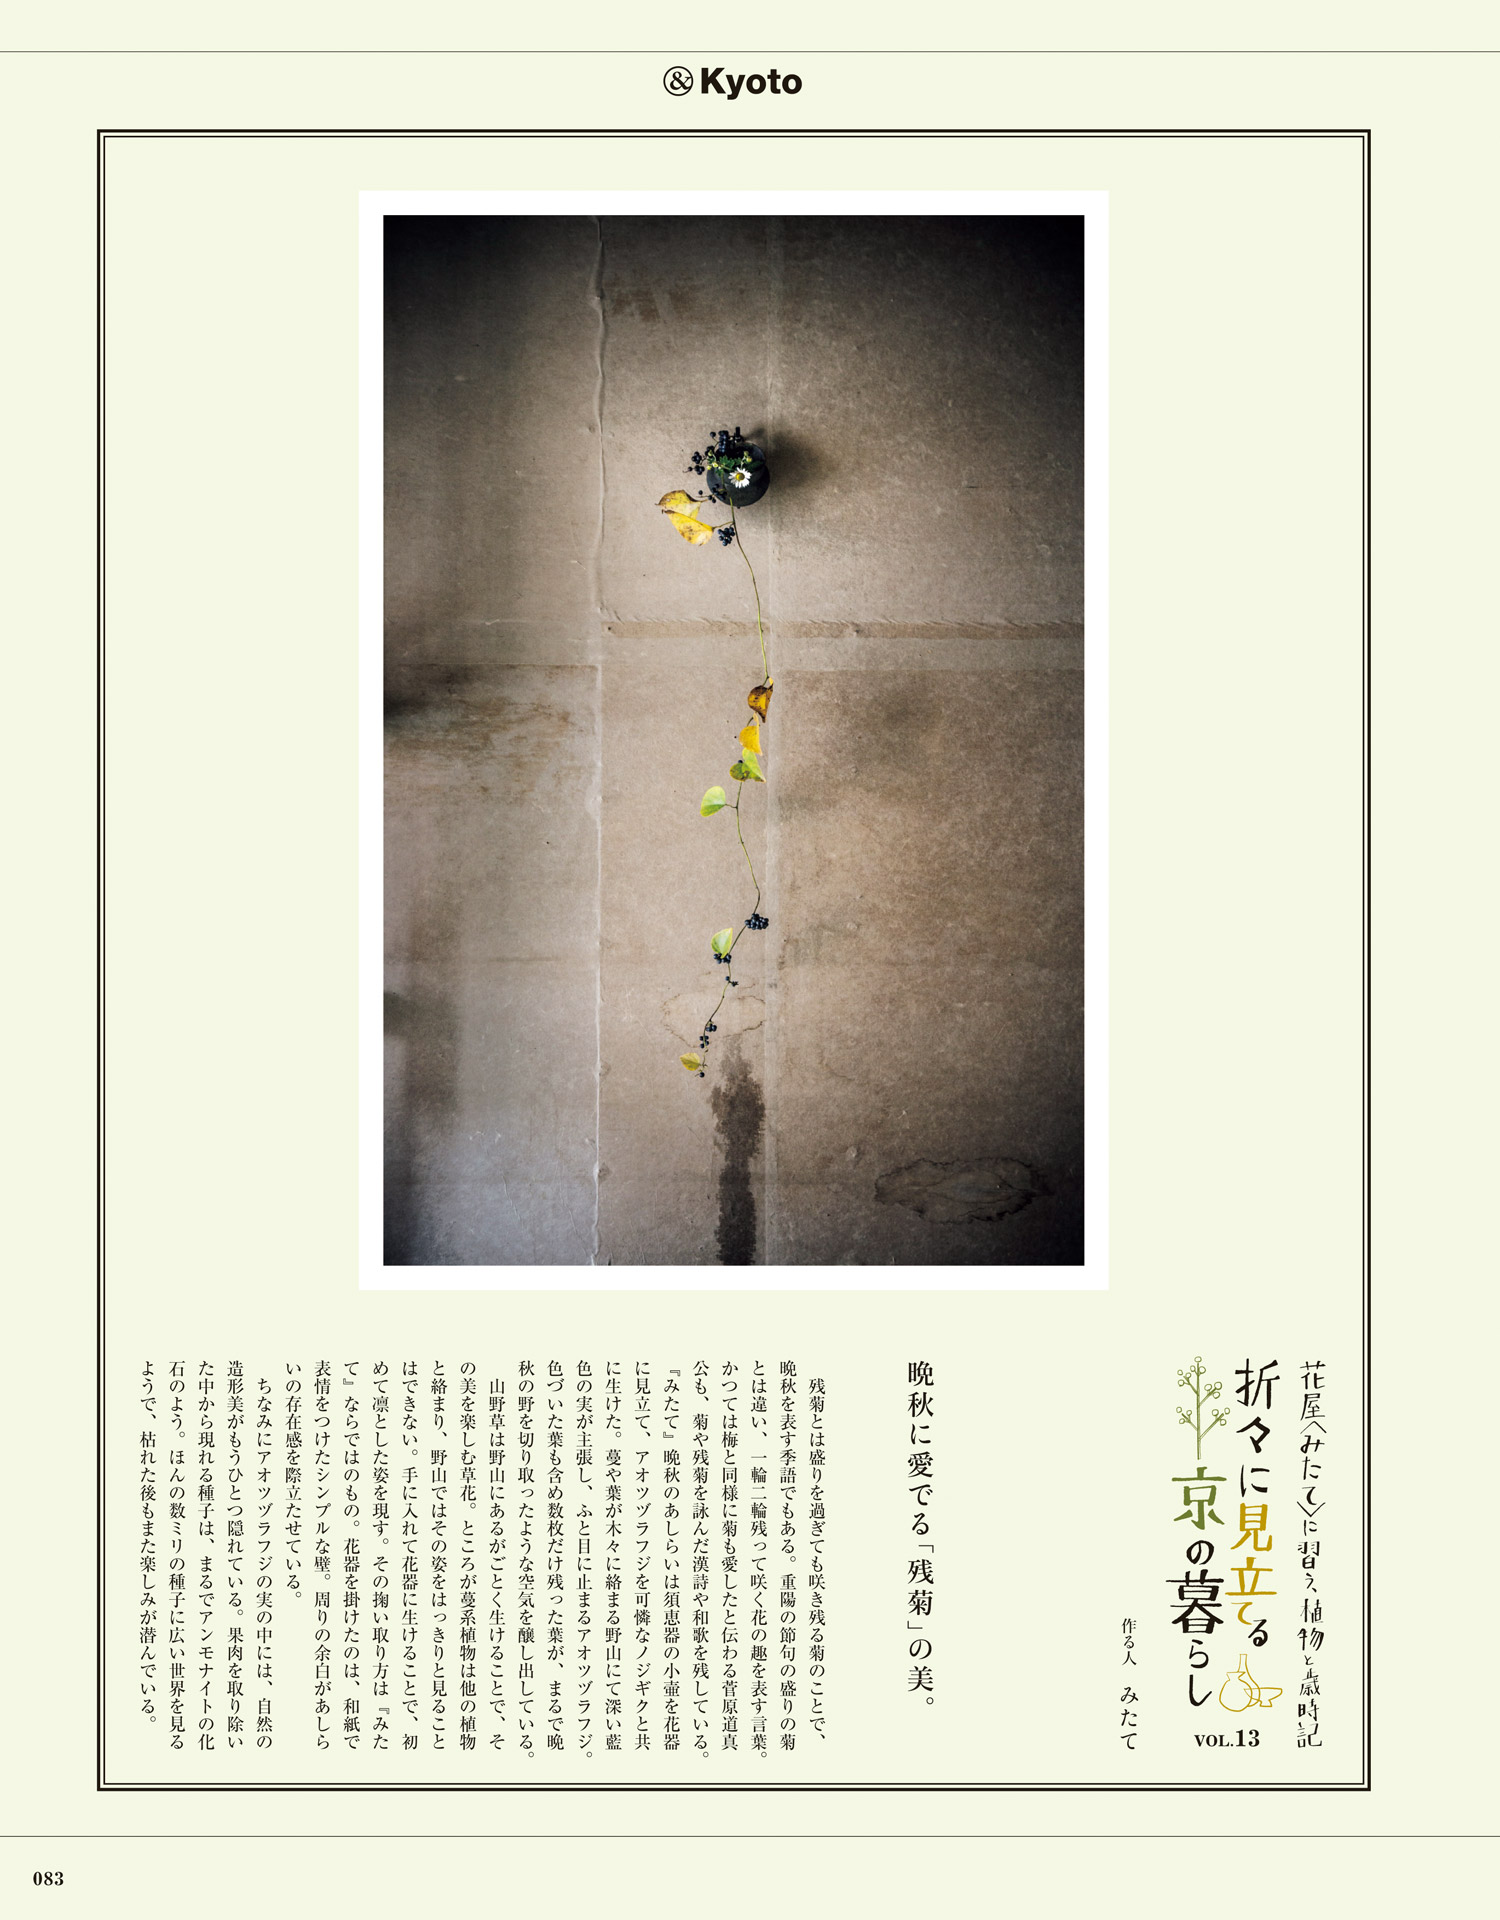 & Kyoto
花屋〈みたて〉に習う、植物と歳時記
折々に見立てる
京の暮らし
VOL.13
作る人 みたて
晩秋に愛でる「残菊」の美。
残菊とは盛りを過ぎても咲き残る菊のことで、
晩秋を表す季語でもある。重陽の節句の盛りの菊
とは違い、一輪二輪残って咲く花の趣を表す言葉。
かつては梅と同様に菊も愛したと伝わる菅原道真
公も、菊や残菊を詠んだ漢詩や和歌を残している。
『みたて』晩秋のあしらいは須恵器の小壷を花器
に見立て、アオツヅラフジを可憐なノジギクと共
に生けた。蔓や葉が木々に絡まる野山にて深い藍
色の実が主張し、ふと目に止まるアオツヅラフジ。
色づいた葉も含め数枚だけ残った葉が、まるで晩
秋の野を切り取ったような空気を醸し出している。
山野草は野山にあるがごとく生けることで、そ
の美を楽しむ草花。ところが蔓系植物は他の植物
と絡まり、野山ではその姿をはっきりと見ること
はできない。手に入れて花器に生けることで、初
めて凛とした姿を現す。その掬い取り方は『みた
て』ならではのもの。花器を掛けたのは、和紙で
表情をつけたシンプルな壁。周りの余白があしら
いの存在感を際立たせている。
ちなみにアオツヅラフジの実の中には、自然の
造形美がもうひとつ隠れている。果肉を取り除い
た中から現れる種子は、まるでアンモナイトの化
石のよう。ほんの数ミリの種子に広い世界を見る
ようで、枯れた後もまた楽しみが潜んでいる。
083